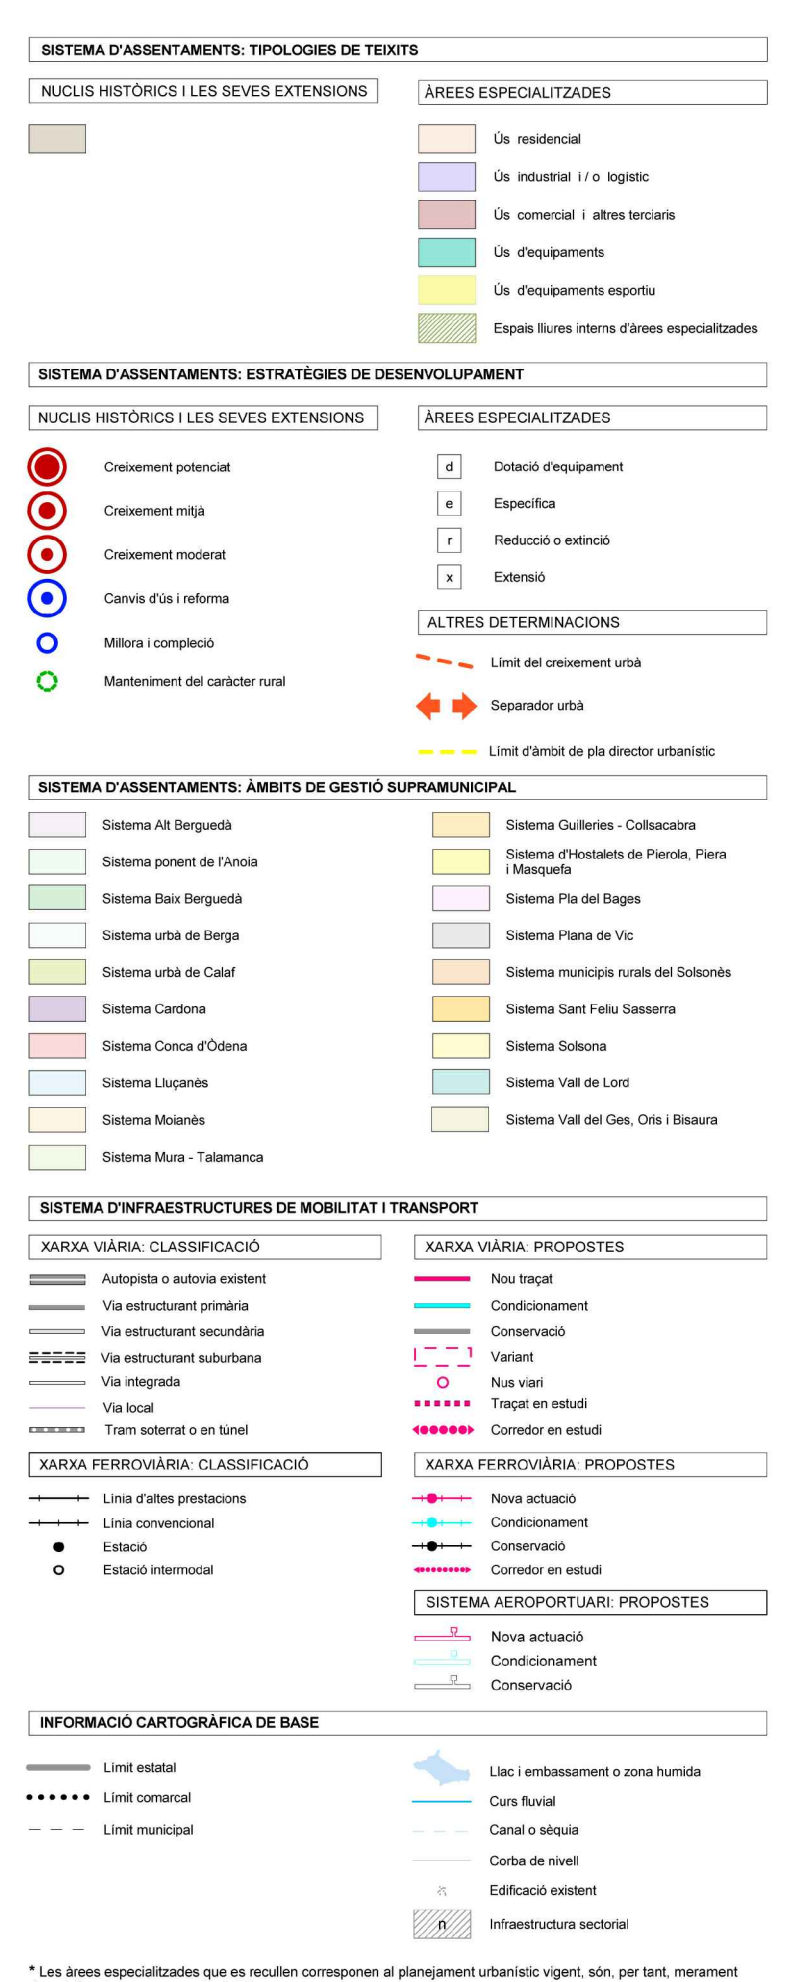 SISTEMA D'ASSENTAMENTS: TIPOLOGIES DE TEIXITS
NUCLIS HISTÒRICS I LES SEVES EXTENSIONS
ÀREES ESPECIALITZADES
Ús residencial
Ús industrial i / o logistic
Ús comercial i altres terciaris
Ús d'equipaments
Ús d'equipaments esportiu
Espais lliures interns d'àrees especialitzades
SISTEMA D'ASSENTAMENTS: ESTRATÈGIES DE DESENVOLUPAMENT
NUCLIS HISTÒRICS I LES SEVES EXTENSIONS
Creixement potenciat
Creixement mitjà
Creixement moderat
Canvis d'ús i reforma
Millora i compleció
Manteniment del caràcter rural
ÀREES ESPECIALITZADES
d Dotació d'equipament
e Específica
r Reducció o extinció
x Extensió
ALTRES DETERMINACIONS
Límit del creixement urbà
Separador urbà
Límit d'àmbit de pla director urbanístic
SISTEMA D'ASSENTAMENTS: ÀMBITS DE GESTIÓ SUPRAMUNICIPAL
Sistema Alt Berguedà
Sistema ponent de l'Anoia
Sistema Baix Berguedà
Sistema urbà de Berga
Sistema urbà de Calaf
Sistema Cardona
Sistema Conca d'Òdena
Sistema Lluçanès
Sistema Moianès
Sistema Mura - Talamanca
Sistema Guilleries - Collsacabra
Sistema d'Hostalets de Pierola, Piera
i Masquefa
Sistema Pla del Bages
Sistema Plana de Vic
Sistema municipis rurals del Solsonès
Sistema Sant Feliu Sasserra
Sistema Solsona
Sistema Vall de Lord
Sistema Vall del Ges, Oris i Bisaura
SISTEMA D'INFRAESTRUCTURES DE MOBILITAT I TRANSPORT
XARXA VIÀRIA: CLASSIFICACIÓ
Autopista o autovia existent
Via estructurant primària
Via estructurant secundària
Via estructurant suburbana
Via integrada
Via local
Tram soterrat o en túnel
XARXA VIÀRIA: PROPOSTES
Nou traçat
Condicionament
Conservació
Variant
Nus viari
Traçat en estudi
Corredor en estudi
XARXA FERROVIÀRIA: CLASSIFICACIÓ
Línia d'altes prestacions
Línia convencional
Estació
Estació intermodal
XARXA FERROVIÀRIA: PROPOSTES
Nova actuació
Condicionament
Conservació
Corredor en estudi
SISTEMA AEROPORTUARI: PROPOSTES
Nova actuació
Condicionament
Conservació
INFORMACIÓ CARTOGRÀFICA DE BASE
Límit estatal
Límit comarcal
Límit municipal
Llac i embassament o zona humida
Curs fluvial
Canal o sèquia
Corba de nivell
Edificació existent
n Infraestructura sectorial
* Les àrees especialitzades que es recullen corresponen al planejament urbanístic vigent, són, per tant, merament